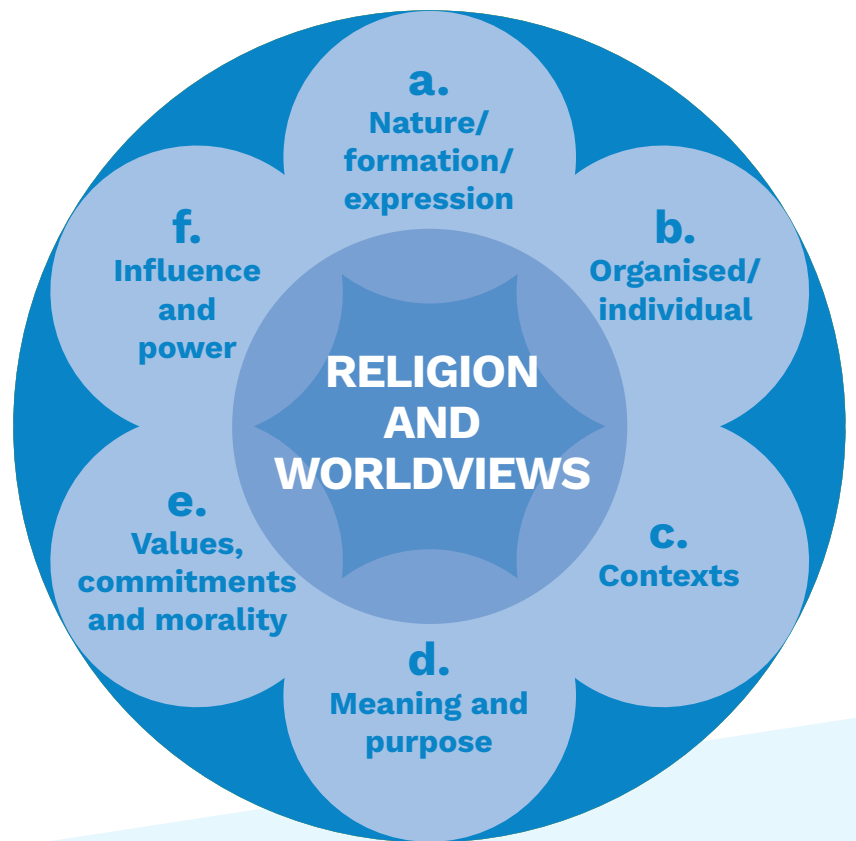 a.
Nature/
formation/
expression
b.
Organised/
individual
c.
Contexts
d.
Meaning and
purpose
e.
Values,
commitments
and morality
f.
Influence
and
power
RELIGION
AND
WORLDVIEWS